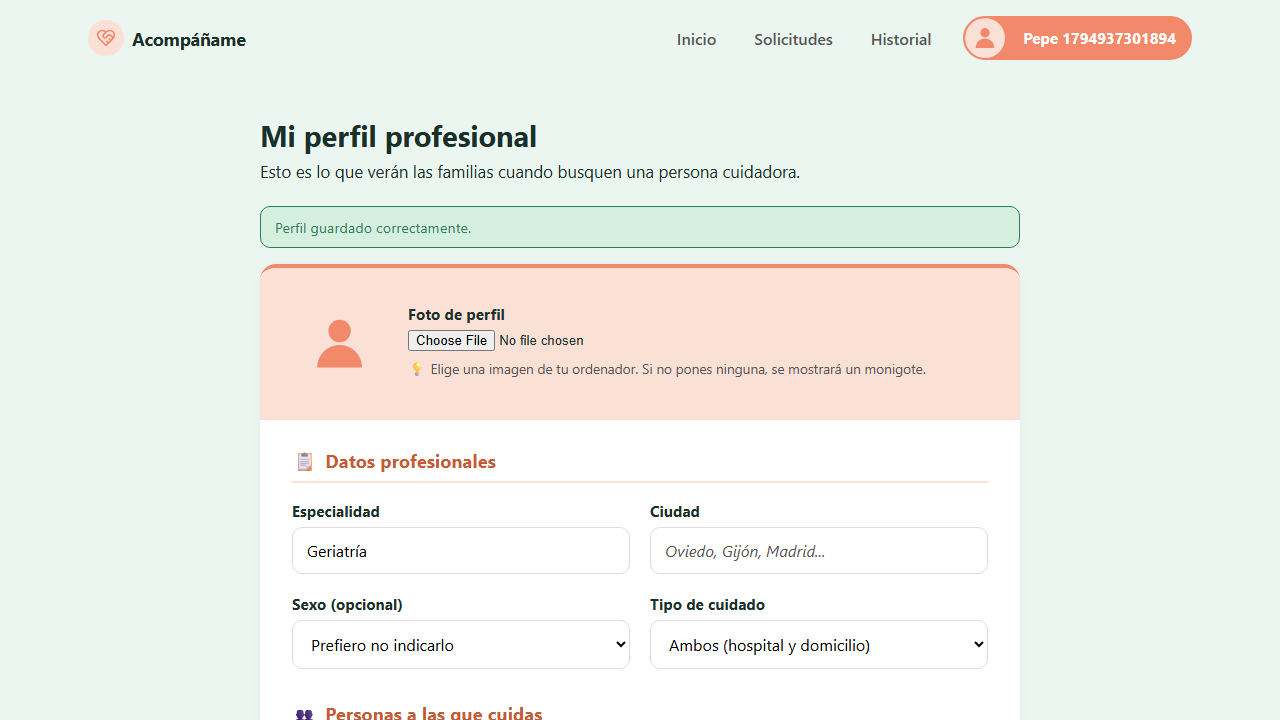 Acompáñame
Inicio
Solicitudes
Historial
Pepe 1794937301894
Mi perfil profesional
Esto es lo que verán las familias cuando busquen una persona cuidadora.
Perfil guardado correctamente.
Foto de perfil
Choose File No file chosen
💡 Elige una imagen de tu ordenador. Si no pones ninguna, se mostrará un monigote.
📋 Datos profesionales
Especialidad
Geriatría
Ciudad
Oviedo, Gijón, Madrid...
Sexo (opcional)
Prefiero no indicarlo
Tipo de cuidado
Ambos (hospital y domicilio)
👥 Personas a las que cuidas